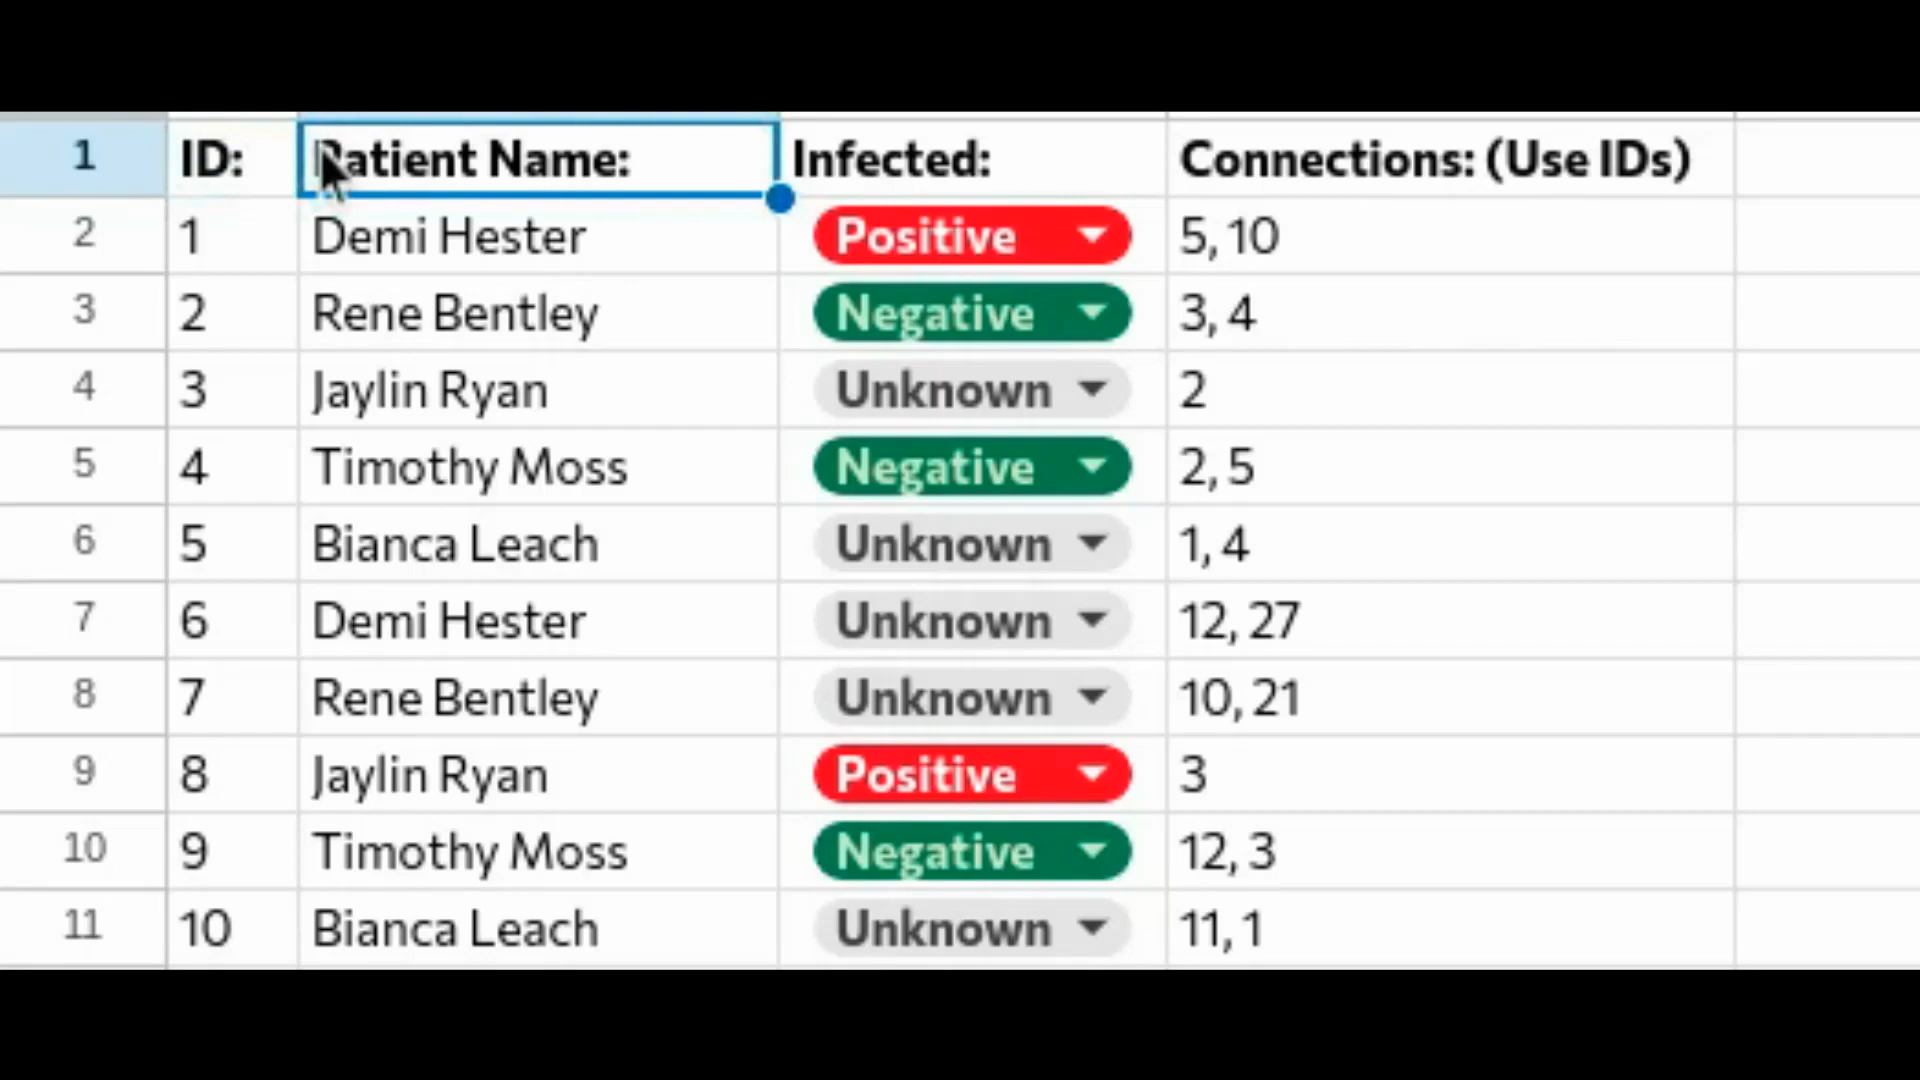 1 ID: Patient Name: Infected: Connections: (Use IDs)
2 1 Demi Hester Positive 5, 10
3 2 Rene Bentley Negative 3, 4
4 3 Jaylin Ryan Unknown 2
5 4 Timothy Moss Negative 2, 5
6 5 Bianca Leach Unknown 1, 4
7 6 Demi Hester Unknown 12, 27
8 7 Rene Bentley Unknown 10, 21
9 8 Jaylin Ryan Positive 3
10 9 Timothy Moss Negative 12, 3
11 10 Bianca Leach Unknown 11, 1